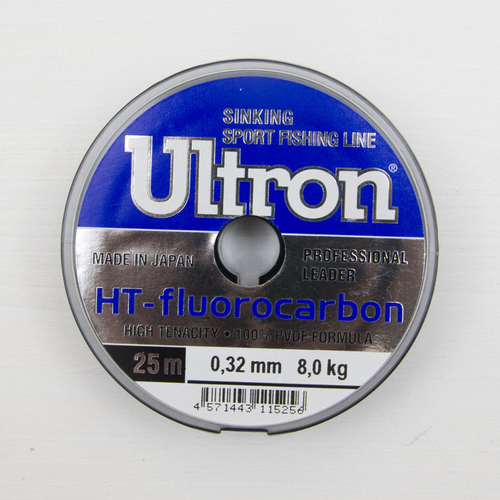 SINKING
SPORT FISHING LINE
Ultron®
MADE IN JAPAN
PROFESSIONAL
LEADER
HT-fluorocarbon
HIGH TENACITY • 100% PVDF FORMULA
25m 0,32 mm 8,0 kg
4 571443 115256